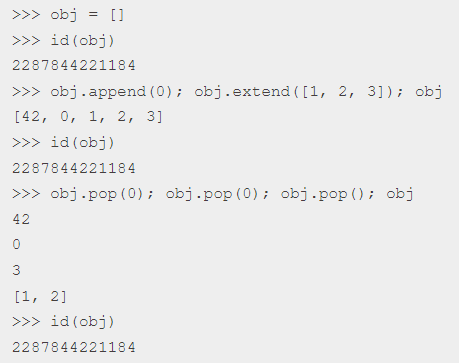 >>> obj = []
>>> id(obj)
2287844221184
>>> obj.append(0); obj.extend([1, 2, 3]); obj
[42, 0, 1, 2, 3]
>>> id(obj)
2287844221184
>>> obj.pop(0); obj.pop(0); obj.pop(); obj
42
0
3
[1, 2]
>>> id(obj)
2287844221184